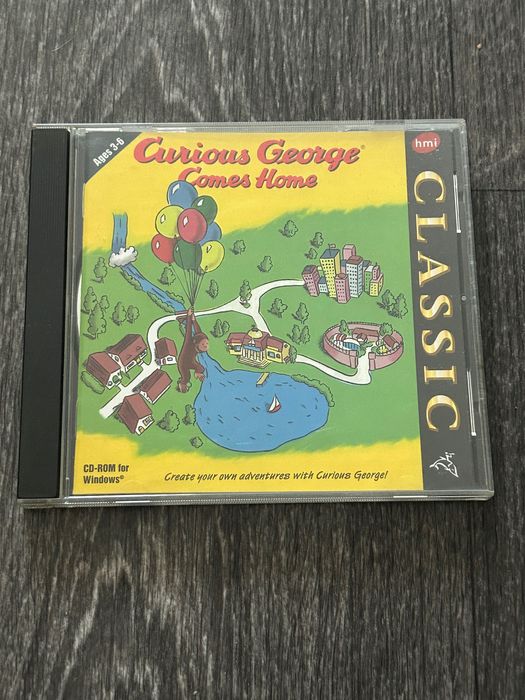 Ages 3-6
Curious George®
Comes Home
hmi
CLASSIC
CD-ROM for
Windows®
Create your own adventures with Curious George!